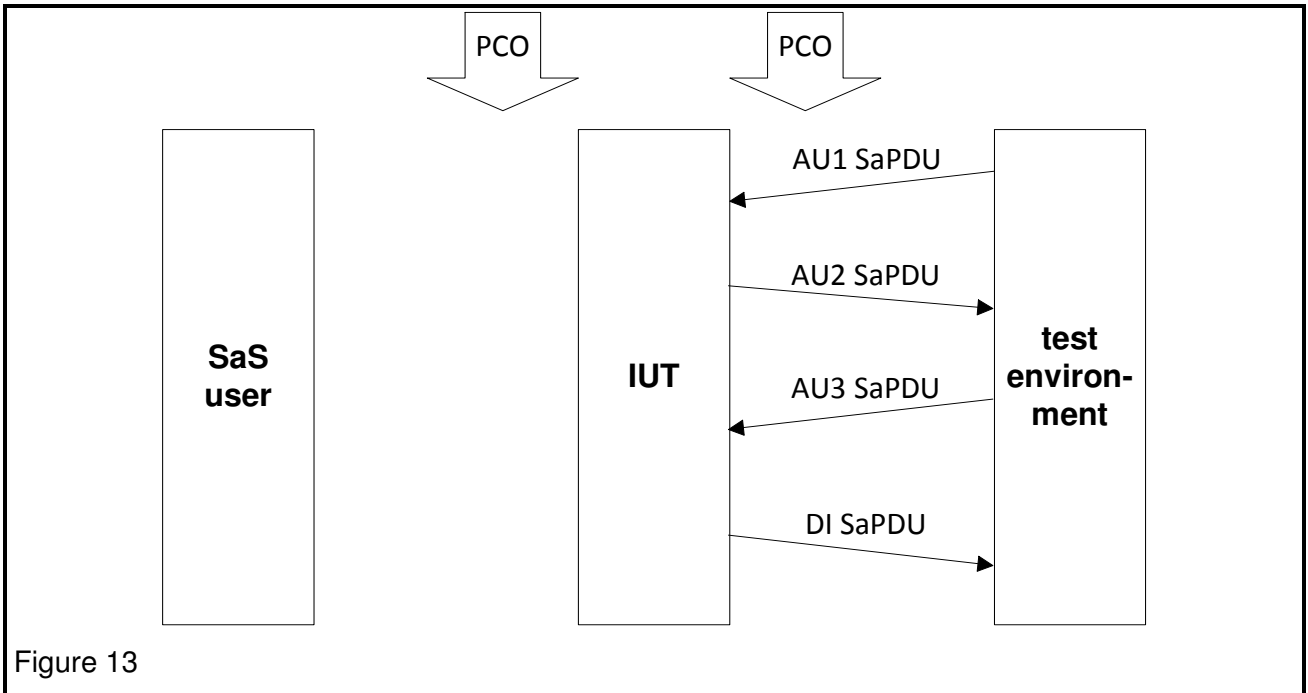 PCO
PCO
AU1 SaPDU
AU2 SaPDU
SaS
user
IUT
test
environ-
ment
AU3 SaPDU
DI SaPDU
Figure 13